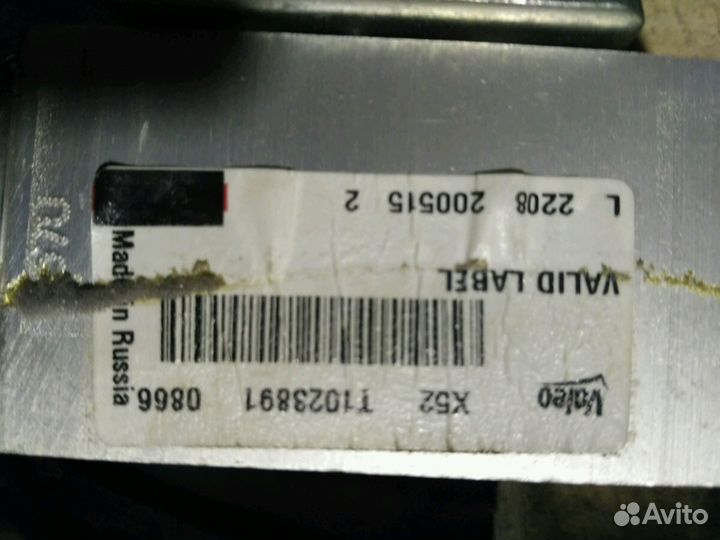 Valeo X52 T1023891 0866
VALID LABEL
L 2208 200515 2
Made in Russia
Avito